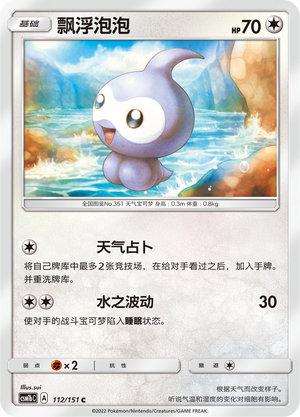 基础 飘浮泡泡 HP 70
全国图鉴No.351 天气宝可梦 身高：0.3m 体重：0.8kg
天气占卜
将自己牌库中最多2张竞技场，在给对手看过之后，加入手牌。
并重洗牌库。
水之波动 30
使对手的战斗宝可梦陷入睡眠状态。
弱点 ×2 抗性 撤退
Illus.sui
csm1b C A 112/151 C
根据天气而改变样子。
听说气温和湿度的变化对细胞有影响。
©2022 Pokémon/Nintendo/Creatures/GAME FREAK.